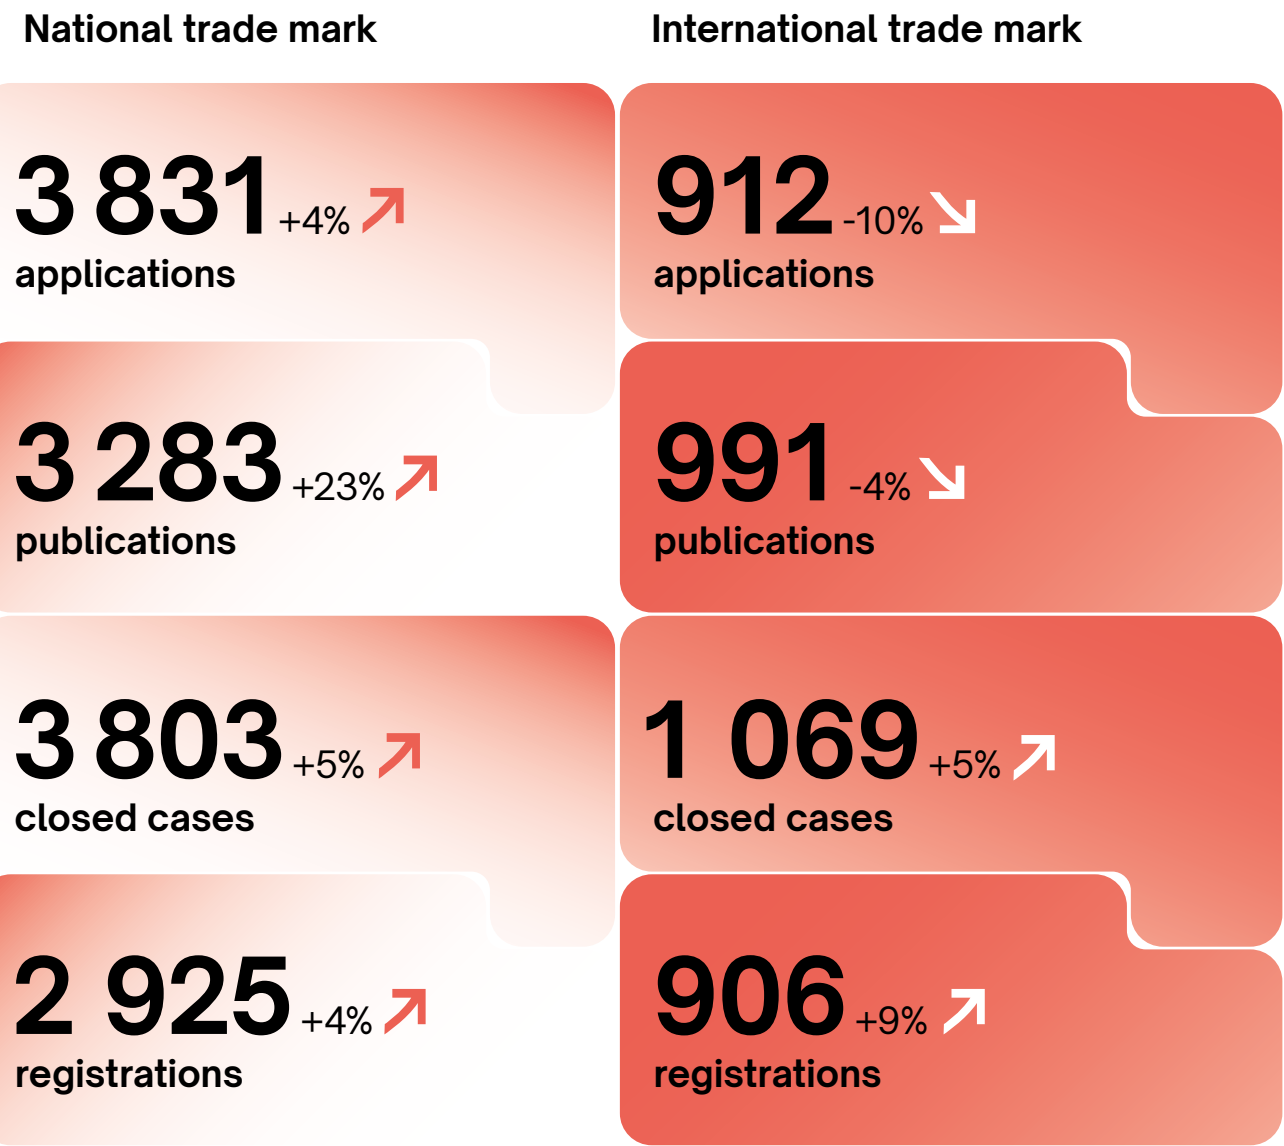 National trade mark
3 831 +4%
applications
3 283 +23%
publications
3 803 +5%
closed cases
2 925 +4%
registrations
International trade mark
912 -10%
applications
991 -4%
publications
1 069 +5%
closed cases
906 +9%
registrations